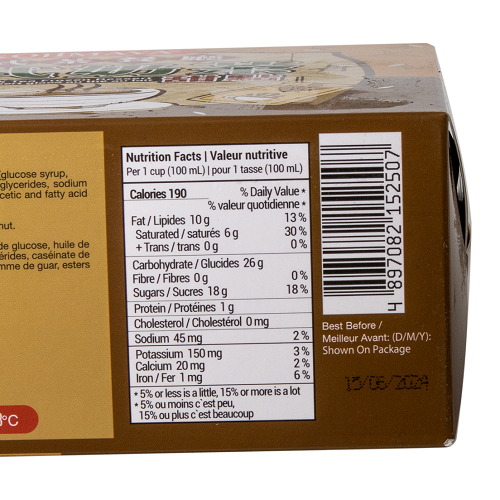 (glucose syrup,
glycerides, sodium
cetic and fatty acid
nut.
de glucose, huile de
érides, caséinate de
mme de guar, esters
°C
Nutrition Facts | Valeur nutritive
Per 1 cup (100 mL) | pour 1 tasse (100 mL)
Calories 190 % Daily Value *
% valeur quotidienne *
Fat / Lipides 10 g 13 %
Saturated / saturés 6 g 30 %
+ Trans / trans 0 g 0 %
Carbohydrate / Glucides 26 g
Fibre / Fibres 0 g 0 %
Sugars / Sucres 18 g 18 %
Protein / Protéines 1 g
Cholesterol / Cholestérol 0 mg
Sodium 45 mg 2 %
Potassium 150 mg 3 %
Calcium 20 mg 2 %
Iron / Fer 1 mg 6 %
* 5% or less is a little, 15% or more is a lot
* 5% ou moins c`est peu,
15% ou plus c`est beaucoup
4 897082 152507
Best Before /
Meilleur Avant: (D/M/Y):
Shown On Package
15/06/2024